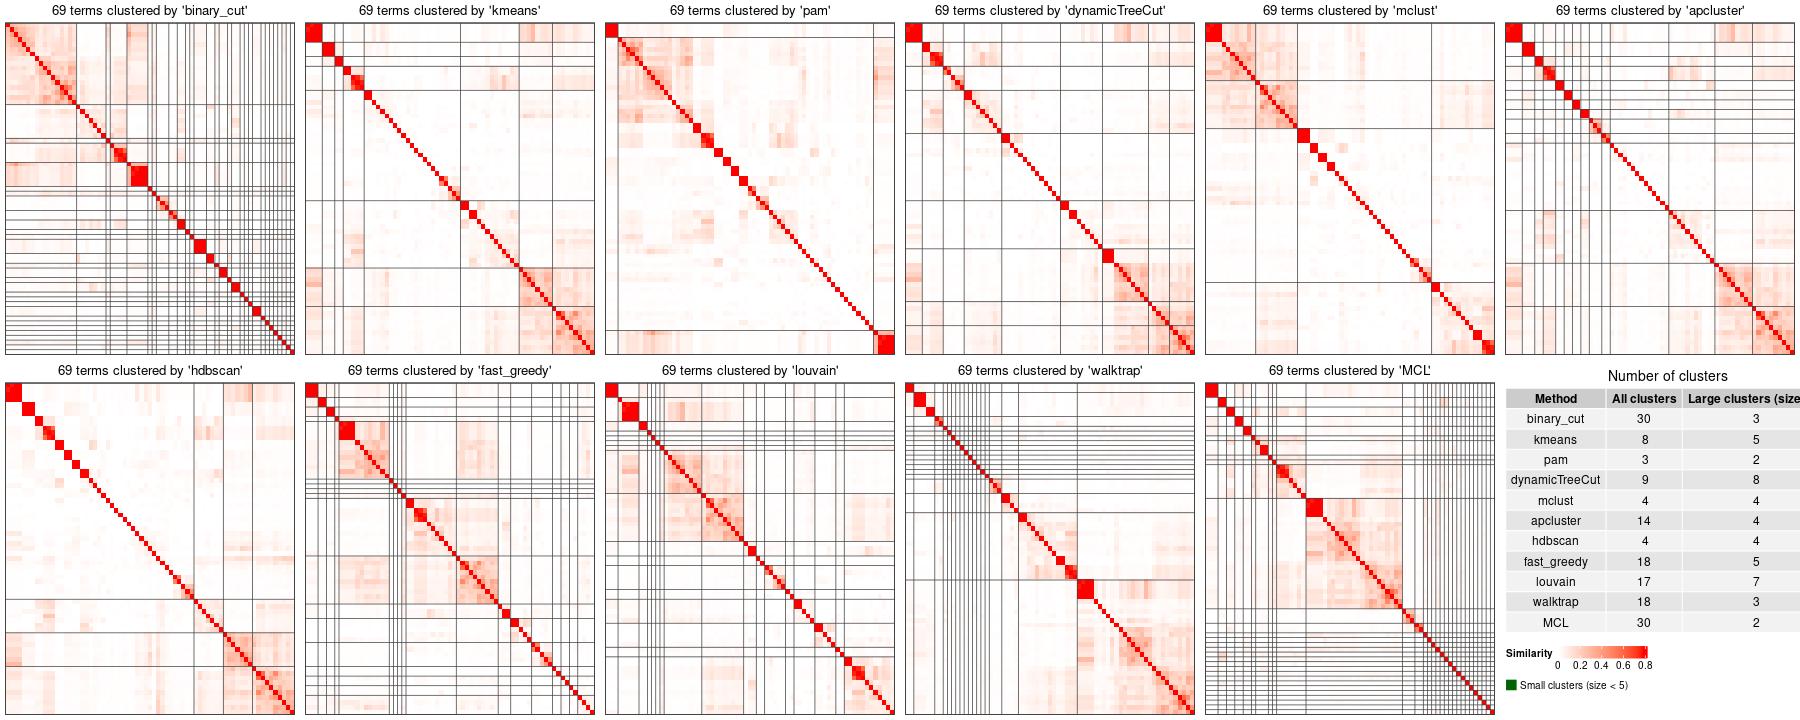 69 terms clustered by 'binary_cut'
69 terms clustered by 'kmeans'
69 terms clustered by 'pam'
69 terms clustered by 'dynamicTreeCut'
69 terms clustered by 'mclust'
69 terms clustered by 'apcluster'
69 terms clustered by 'hdbscan'
69 terms clustered by 'fast_greedy'
69 terms clustered by 'louvain'
69 terms clustered by 'walktrap'
69 terms clustered by 'MCL'
Number of clusters
Method All clusters Large clusters (size
binary_cut 30 3
kmeans 8 5
pam 3 2
dynamicTreeCut 9 8
mclust 4 4
apcluster 14 4
hdbscan 4 4
fast_greedy 18 5
louvain 17 7
walktrap 18 3
MCL 30 2
Similarity
0 0.2 0.4 0.6 0.8
Small clusters (size < 5)